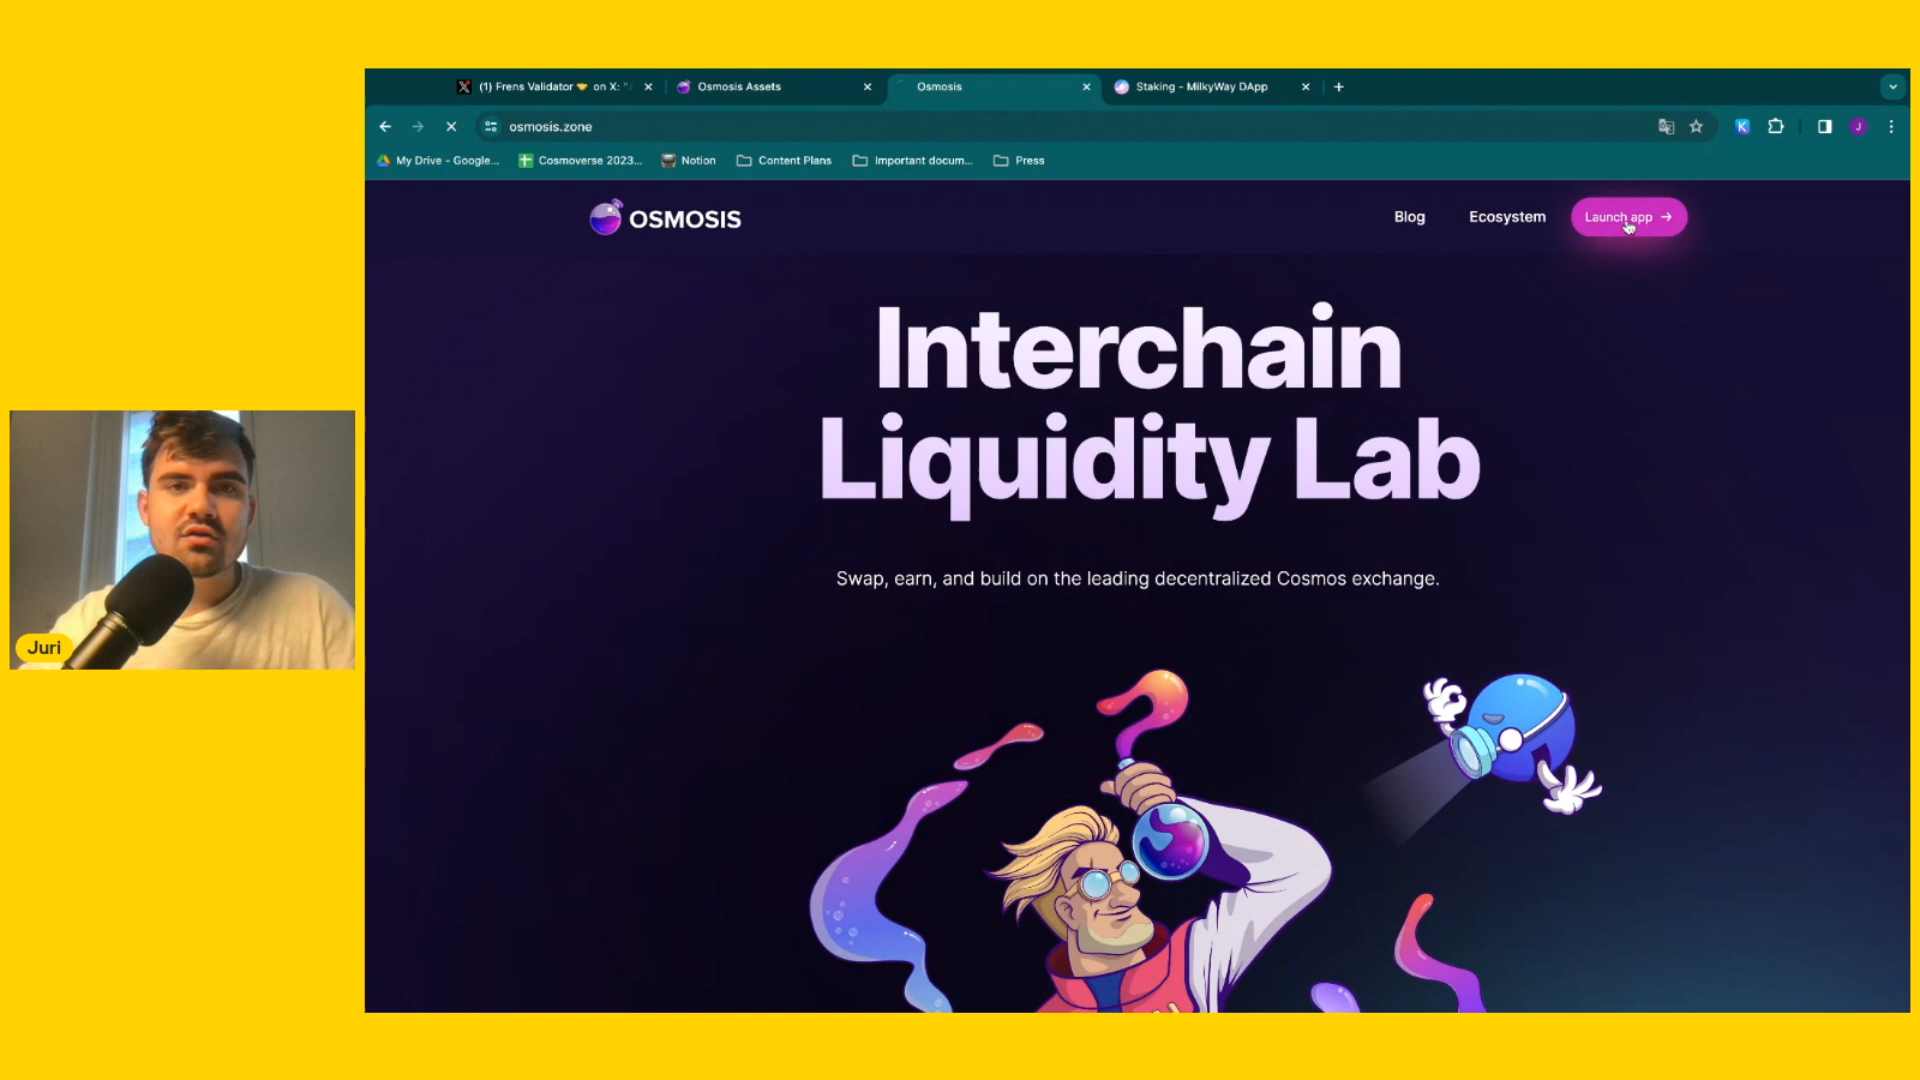 (1) Frens Validator 🤝 on X: "/
Osmosis Assets
Osmosis
Staking - MilkyWay DApp
osmosis.zone
K
J
My Drive - Google...
Cosmoverse 2023...
Notion
Content Plans
Important docum...
Press
OSMOSIS
Blog
Ecosystem
Launch app →
Interchain
Liquidity Lab
Swap, earn, and build on the leading decentralized Cosmos exchange.
Juri